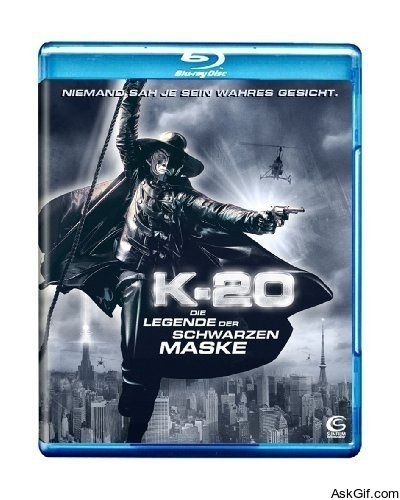 Blu-ray Disc
NIEMAND SAH JE SEIN WAHRES GESICHT.
K-20
DIE
LEGENDE DER
SCHWARZEN
MASKE
AskGif.com